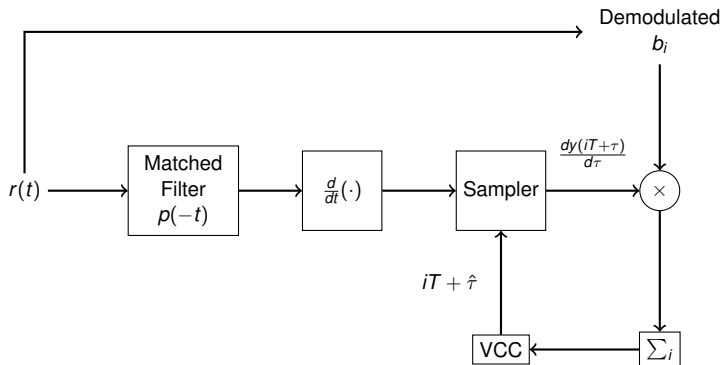 Demodulated
b_i
r(t)
Matched
Filter
p(−t)
d/dt (·)
Sampler
dy(iT+τ)/dτ
×
iT + τ̂
VCC
∑_i